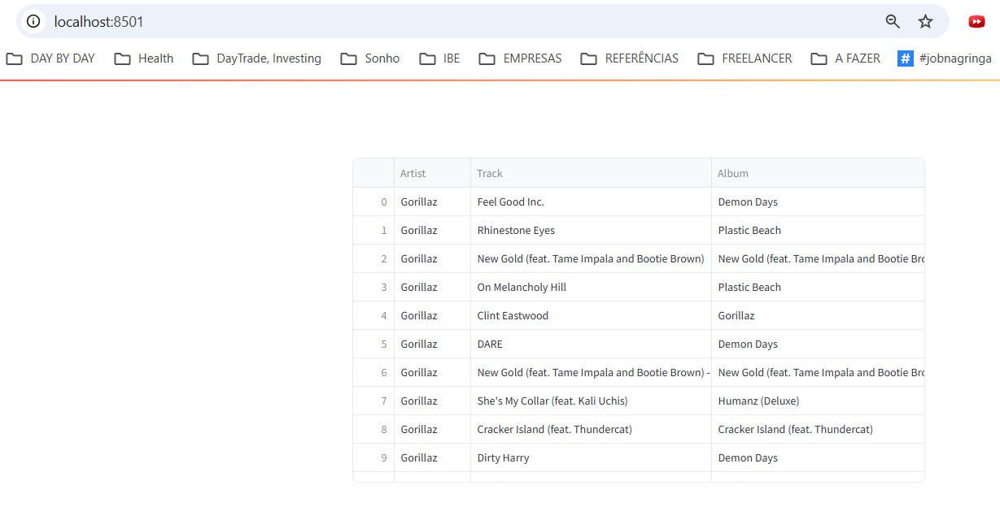 localhost:8501
DAY BY DAY Health DayTrade, Investing Sonho IBE EMPRESAS REFERÊNCIAS FREELANCER A FAZER # #jobnagringa
Artist Track Album
0 Gorillaz Feel Good Inc. Demon Days
1 Gorillaz Rhinestone Eyes Plastic Beach
2 Gorillaz New Gold (feat. Tame Impala and Bootie Brown) New Gold (feat. Tame Impala and Bootie Bro
3 Gorillaz On Melancholy Hill Plastic Beach
4 Gorillaz Clint Eastwood Gorillaz
5 Gorillaz DARE Demon Days
6 Gorillaz New Gold (feat. Tame Impala and Bootie Brown) - New Gold (feat. Tame Impala and Bootie Bro
7 Gorillaz She's My Collar (feat. Kali Uchis) Humanz (Deluxe)
8 Gorillaz Cracker Island (feat. Thundercat) Cracker Island (feat. Thundercat)
9 Gorillaz Dirty Harry Demon Days